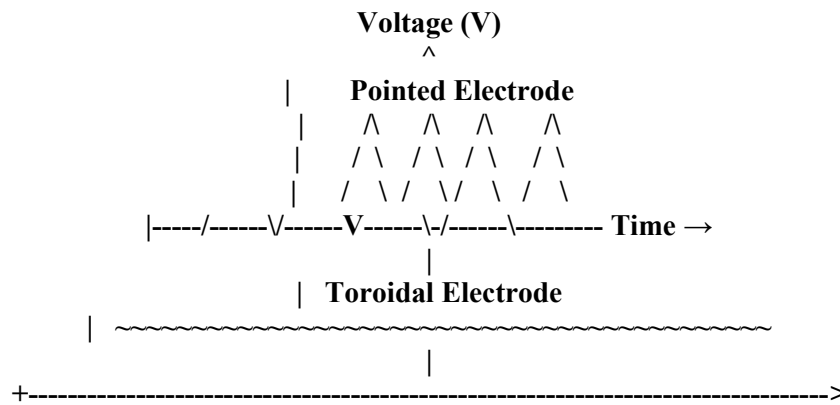 Voltage (V)
^
| Pointed Electrode
| /\ /\ /\ /\
| / \ / \ / \ / \
| / \ / \ / \ / \
|-----/------\/------V------\-/------\--------- Time →
|
| Toroidal Electrode
| ~~~~~~~~~~~~~~~~~~~~~~~~~~~~~~~~~~~~~~~~~~~
|
+------------------------------------------------------------------>